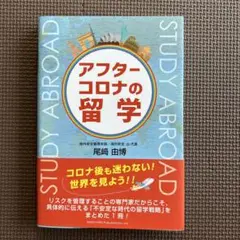 STUDY ABROAD
アフター
コロナの
留学
尾﨑 由博
STUDY ABROAD
コロナ後も迷わない!
世界を見よう!!
リスクを管理することの専門家だからこそ、
具体的に伝える「不安定な時代の留学戦略」を
まとめた1冊!